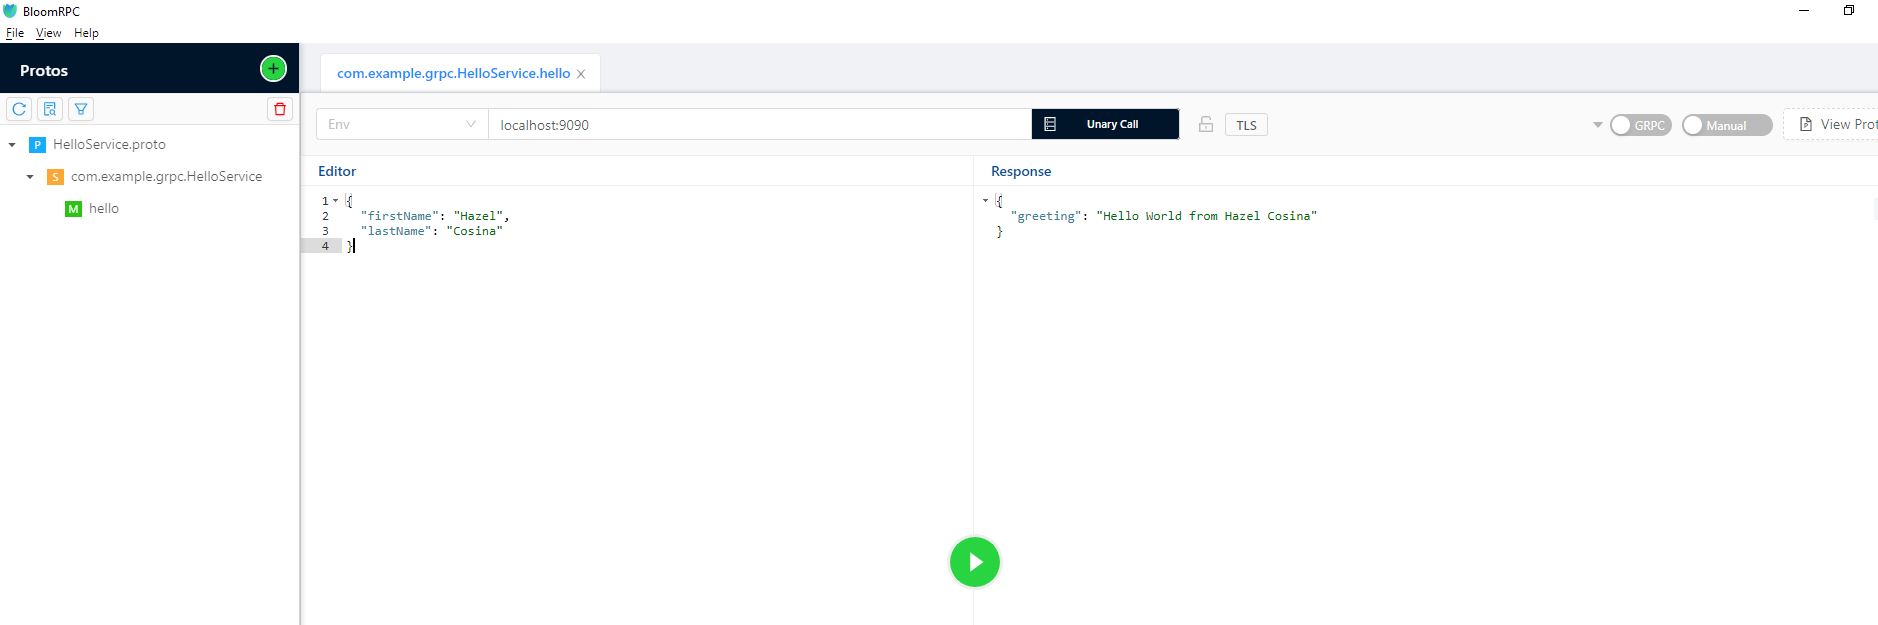 BloomRPC
File View Help
Protos
com.example.grpc.HelloService.hello
Env
localhost:9090
Unary Call
TLS
GRPC
Manual
View Prot
HelloService.proto
com.example.grpc.HelloService
hello
Editor
1 {
2 "firstName": "Hazel",
3 "lastName": "Cosina"
4 }
Response
{
"greeting": "Hello World from Hazel Cosina"
}